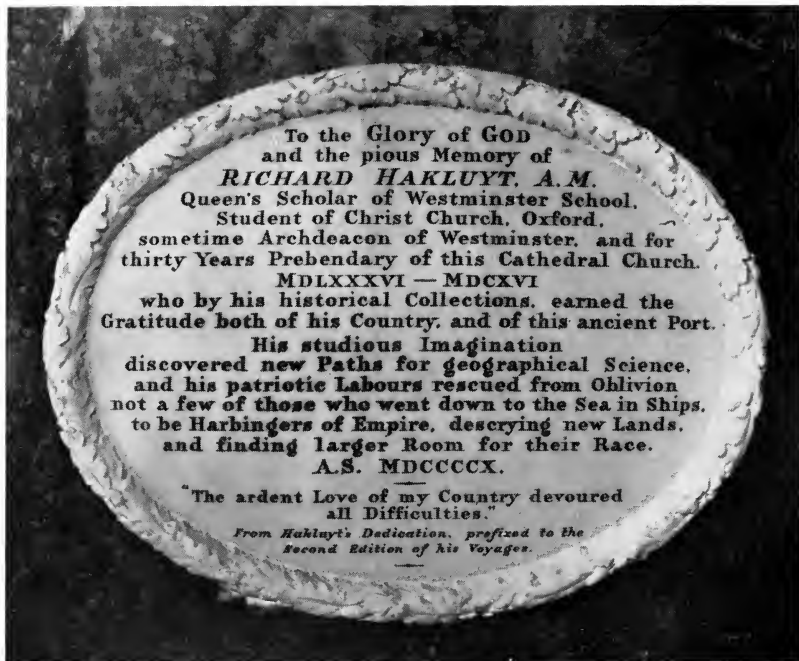 To the Glory of GOD
and the pious Memory of
RICHARD HAKLUYT, A.M.
Queen's Scholar of Westminster School,
Student of Christ Church, Oxford,
sometime Archdeacon of Westminster, and for
thirty Years Prebendary of this Cathedral Church.
MDLXXXVI — MDCXVI
who by his historical Collections, earned the
Gratitude both of his Country, and of this ancient Port.
His studious Imagination
discovered new Paths for geographical Science,
and his patriotic Labours rescued from Oblivion
not a few of those who went down to the Sea in Ships,
to be Harbingers of Empire, descrying new Lands,
and finding larger Room for their Race.
A.S. MDCCCCX.
"The ardent Love of my Country devoured
all Difficulties."
From Hakluyt's Dedication, prefixed to the
Second Edition of his Voyages.